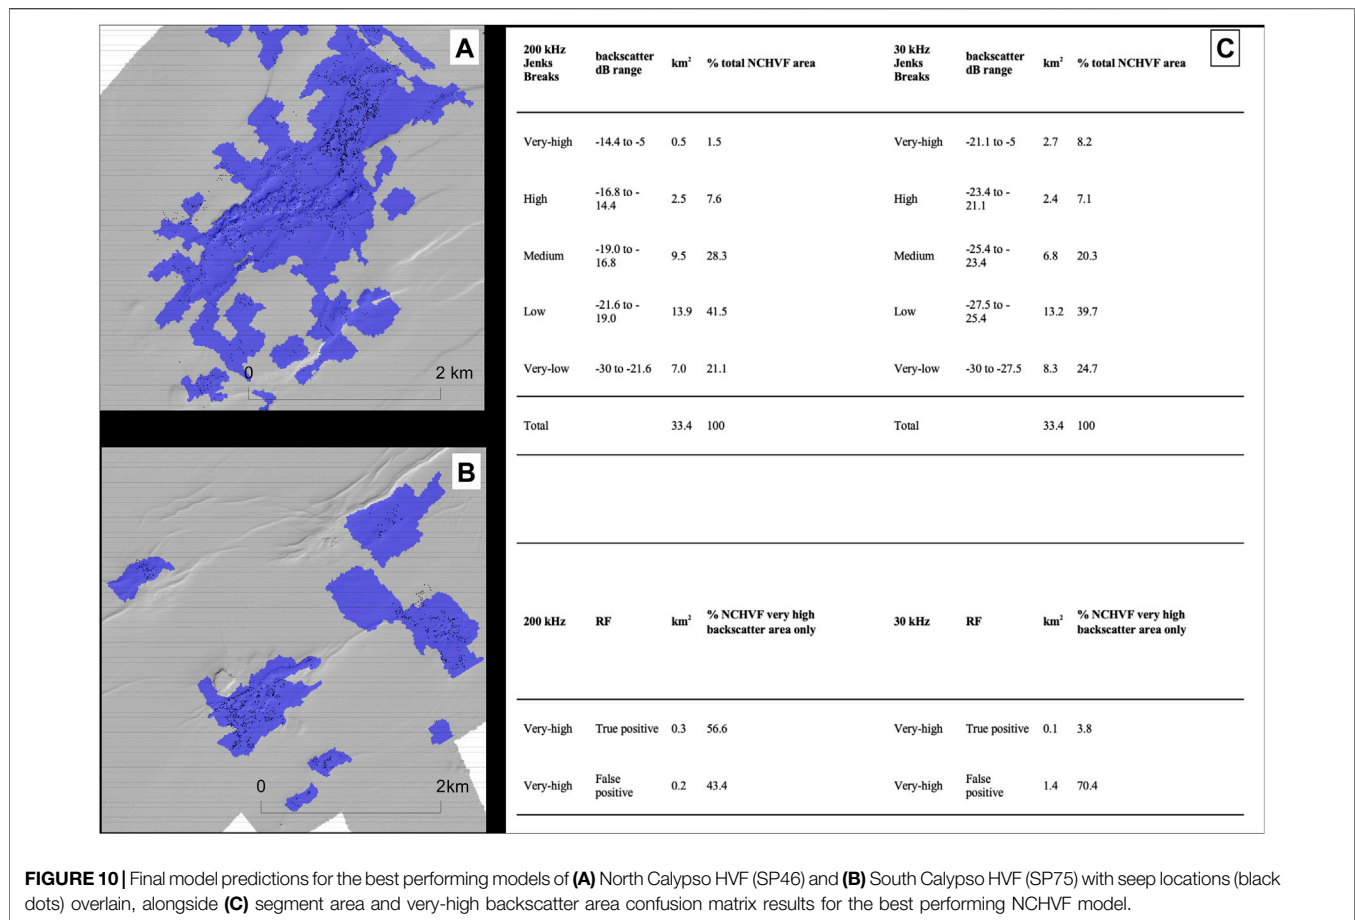 A
0
2 km
B
0
2km
C
200 kHz Jenks Breaks backscatter dB range km² % total NCHVF area 30 kHz Jenks Breaks backscatter dB range km² % total NCHVF area
Very-high -14.4 to -5 0.5 1.5 Very-high -21.1 to -5 2.7 8.2
High -16.8 to -14.4 2.5 7.6 High -23.4 to -21.1 2.4 7.1
Medium -19.0 to -16.8 9.5 28.3 Medium -25.4 to -23.4 6.8 20.3
Low -21.6 to -19.0 13.9 41.5 Low -27.5 to -25.4 13.2 39.7
Very-low -30 to -21.6 7.0 21.1 Very-low -30 to -27.5 8.3 24.7
Total 33.4 100 Total 33.4 100
200 kHz RF km² % NCHVF very high backscatter area only 30 kHz RF km² % NCHVF very high backscatter area only
Very-high True positive 0.3 56.6 Very-high True positive 0.1 3.8
Very-high False positive 0.2 43.4 Very-high False positive 1.4 70.4
FIGURE 10 | Final model predictions for the best performing models of (A) North Calypso HVF (SP46) and (B) South Calypso HVF (SP75) with seep locations (black
dots) overlain, alongside (C) segment area and very-high backscatter area confusion matrix results for the best performing NCHVF model.